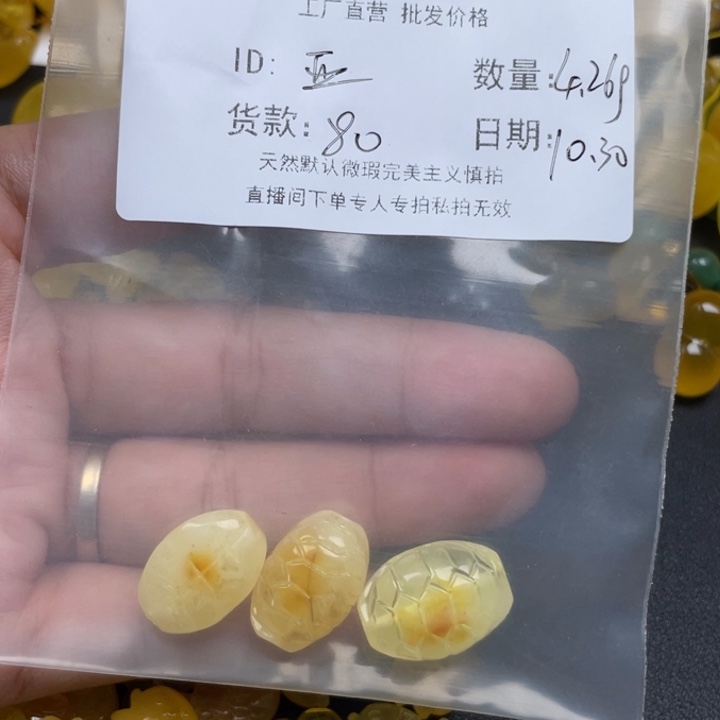 工厂直营 批发价格
ID: 亚 数量:4.26g
货款:80 日期:10.30
天然默认微瑕完美主义慎拍
直播间下单专人专拍私拍无效